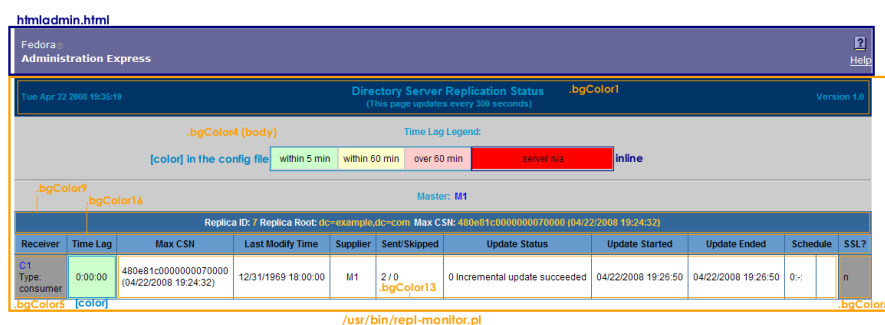 htmladmin.html
Fedora®
Administration Express
?
Help
Tue Apr 22 2008 19:35:19
Directory Server Replication Status
.bgColor1
Version 1.0
(This page updates every 300 seconds)
.bgColor4 (body)
Time Lag Legend:
[color] in the config file
within 5 min
within 60 min
over 60 min
server n/a
inline
.bgColor9
.bgColor16
Master: M1
Replica ID: 7 Replica Root: dc=example,dc=com Max CSN: 480e81c0000000070000 (04/22/2008 19:24:32)
Receiver Time Lag Max CSN Last Modify Time Supplier Sent/Skipped Update Status Update Started Update Ended Schedule SSL?
C1
Type:
consumer
0:00:00
480e81c0000000070000
(04/22/2008 19:24:32)
12/31/1969 18:00:00
M1
2 / 0
0 Incremental update succeeded
04/22/2008 19:26:50
04/22/2008 19:26:50
0:-:
n
.bgColor13
.bgColor5
[color]
/usr/bin/repl-monitor.pl